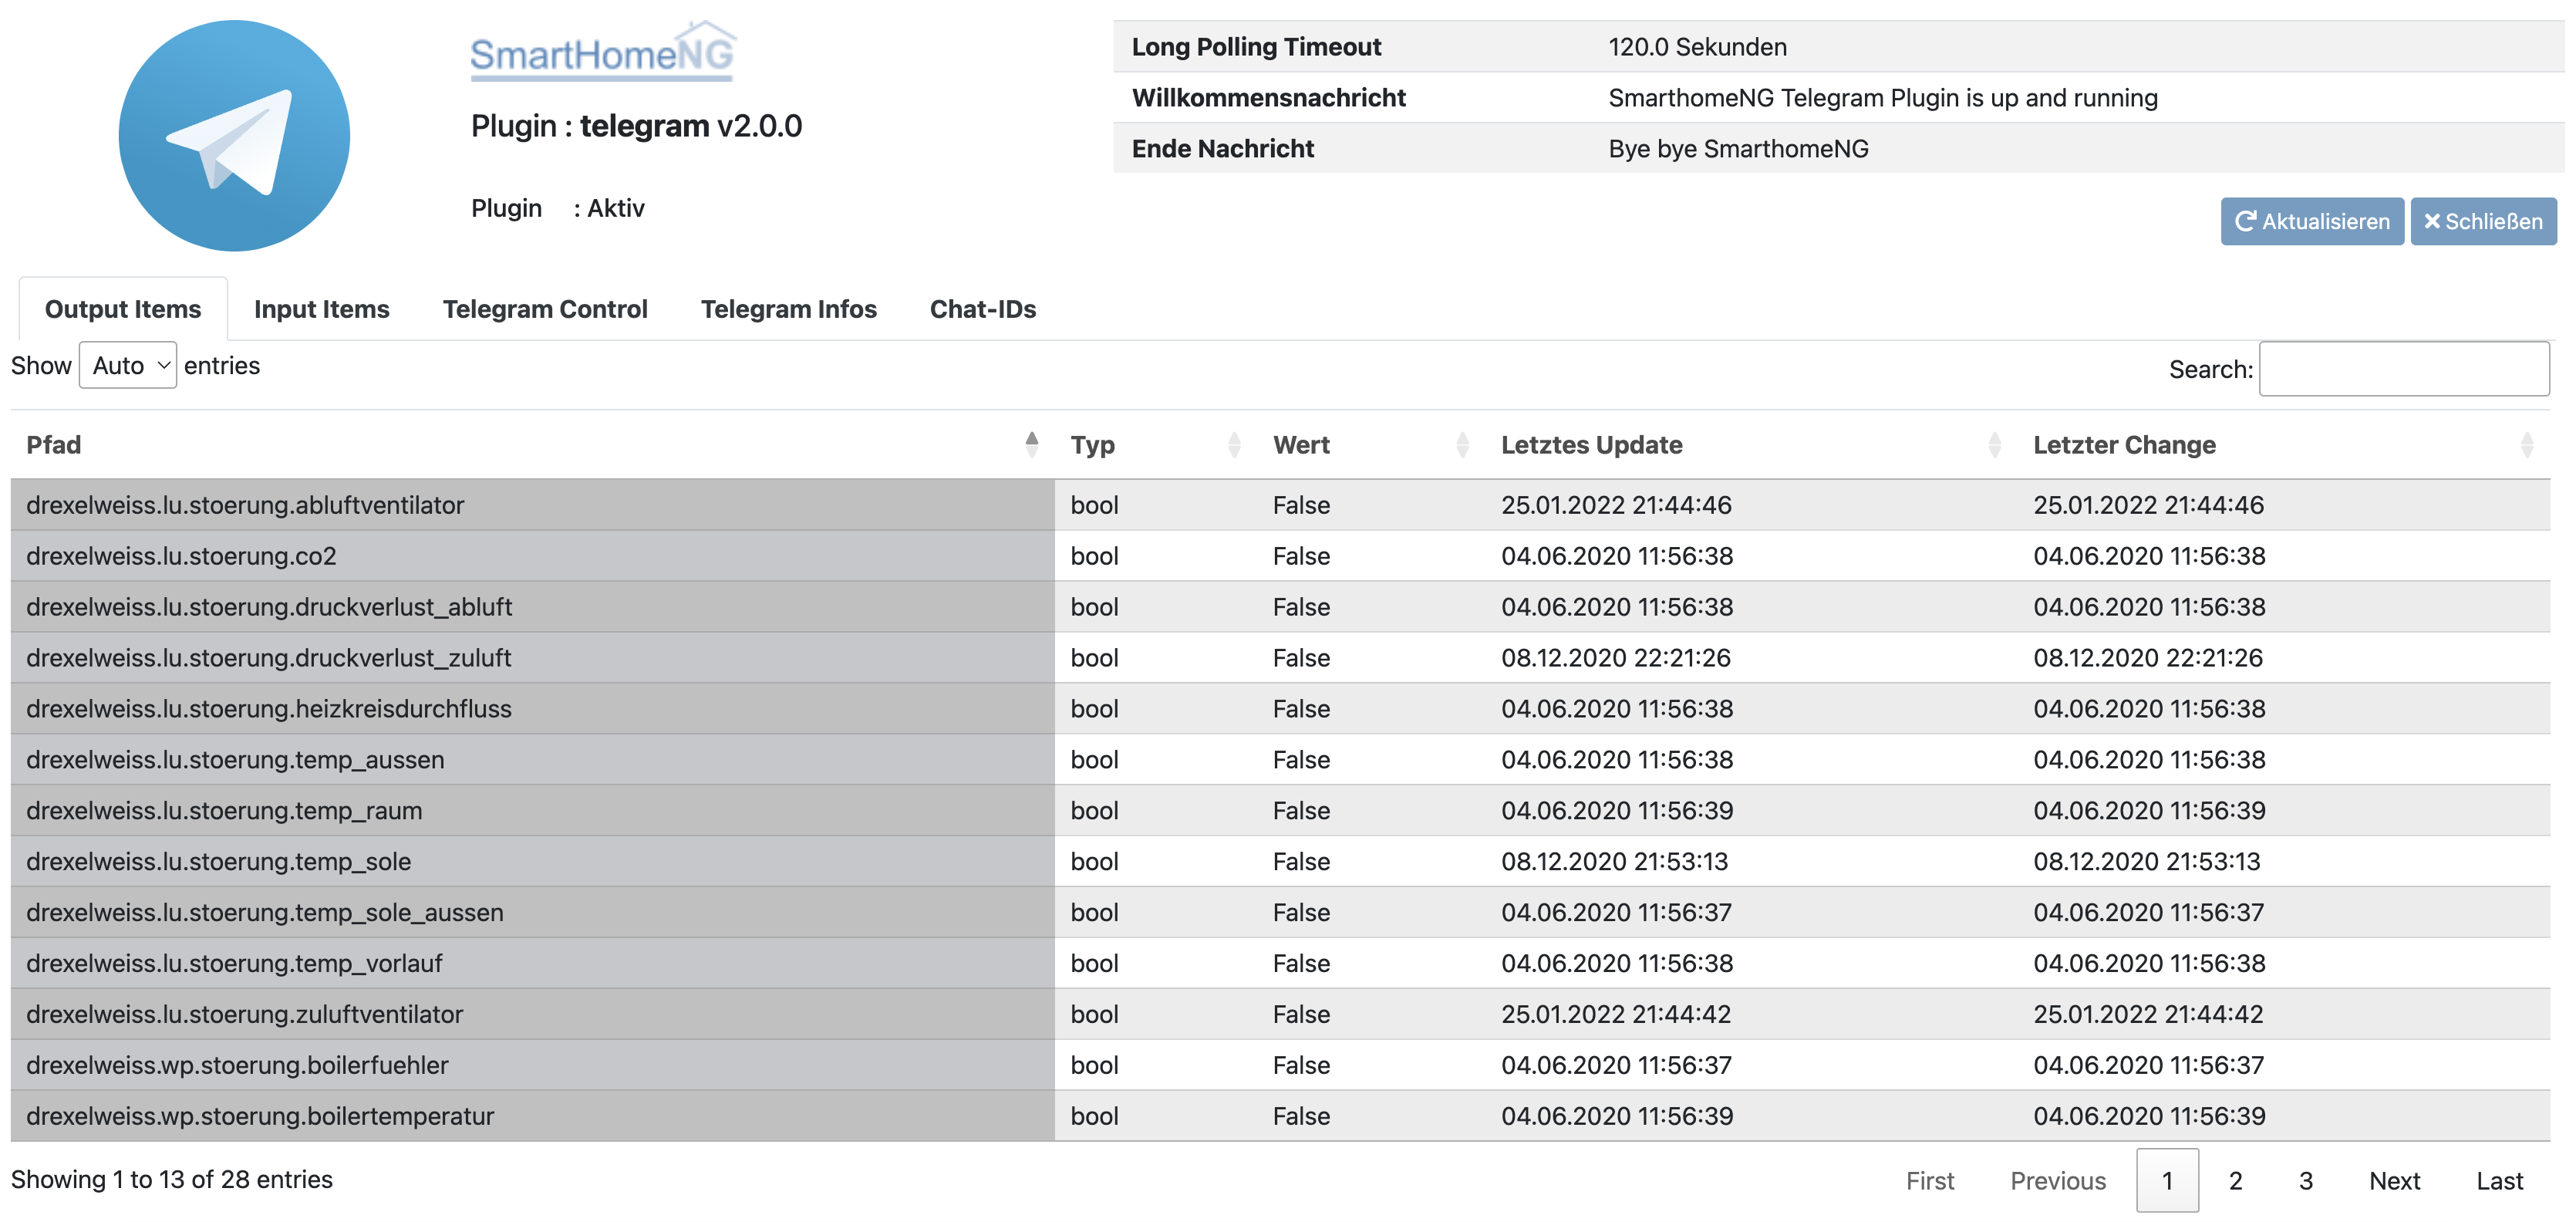 SmartHomeNG
Plugin : telegram v2.0.0
Plugin : Aktiv
Long Polling Timeout 120.0 Sekunden
Willkommensnachricht SmarthomeNG Telegram Plugin is up and running
Ende Nachricht Bye bye SmarthomeNG
Aktualisieren Schließen
Output Items Input Items Telegram Control Telegram Infos Chat-IDs
Show Auto entries Search:
Pfad Typ Wert Letztes Update Letzter Change
drexelweiss.lu.stoerung.abluftventilator bool False 25.01.2022 21:44:46 25.01.2022 21:44:46
drexelweiss.lu.stoerung.co2 bool False 04.06.2020 11:56:38 04.06.2020 11:56:38
drexelweiss.lu.stoerung.druckverlust_abluft bool False 04.06.2020 11:56:38 04.06.2020 11:56:38
drexelweiss.lu.stoerung.druckverlust_zuluft bool False 08.12.2020 22:21:26 08.12.2020 22:21:26
drexelweiss.lu.stoerung.heizkreisdurchfluss bool False 04.06.2020 11:56:38 04.06.2020 11:56:38
drexelweiss.lu.stoerung.temp_aussen bool False 04.06.2020 11:56:38 04.06.2020 11:56:38
drexelweiss.lu.stoerung.temp_raum bool False 04.06.2020 11:56:39 04.06.2020 11:56:39
drexelweiss.lu.stoerung.temp_sole bool False 08.12.2020 21:53:13 08.12.2020 21:53:13
drexelweiss.lu.stoerung.temp_sole_aussen bool False 04.06.2020 11:56:37 04.06.2020 11:56:37
drexelweiss.lu.stoerung.temp_vorlauf bool False 04.06.2020 11:56:38 04.06.2020 11:56:38
drexelweiss.lu.stoerung.zuluftventilator bool False 25.01.2022 21:44:42 25.01.2022 21:44:42
drexelweiss.wp.stoerung.boilerfuehler bool False 04.06.2020 11:56:37 04.06.2020 11:56:37
drexelweiss.wp.stoerung.boilertemperatur bool False 04.06.2020 11:56:39 04.06.2020 11:56:39
Showing 1 to 13 of 28 entries First Previous 1 2 3 Next Last